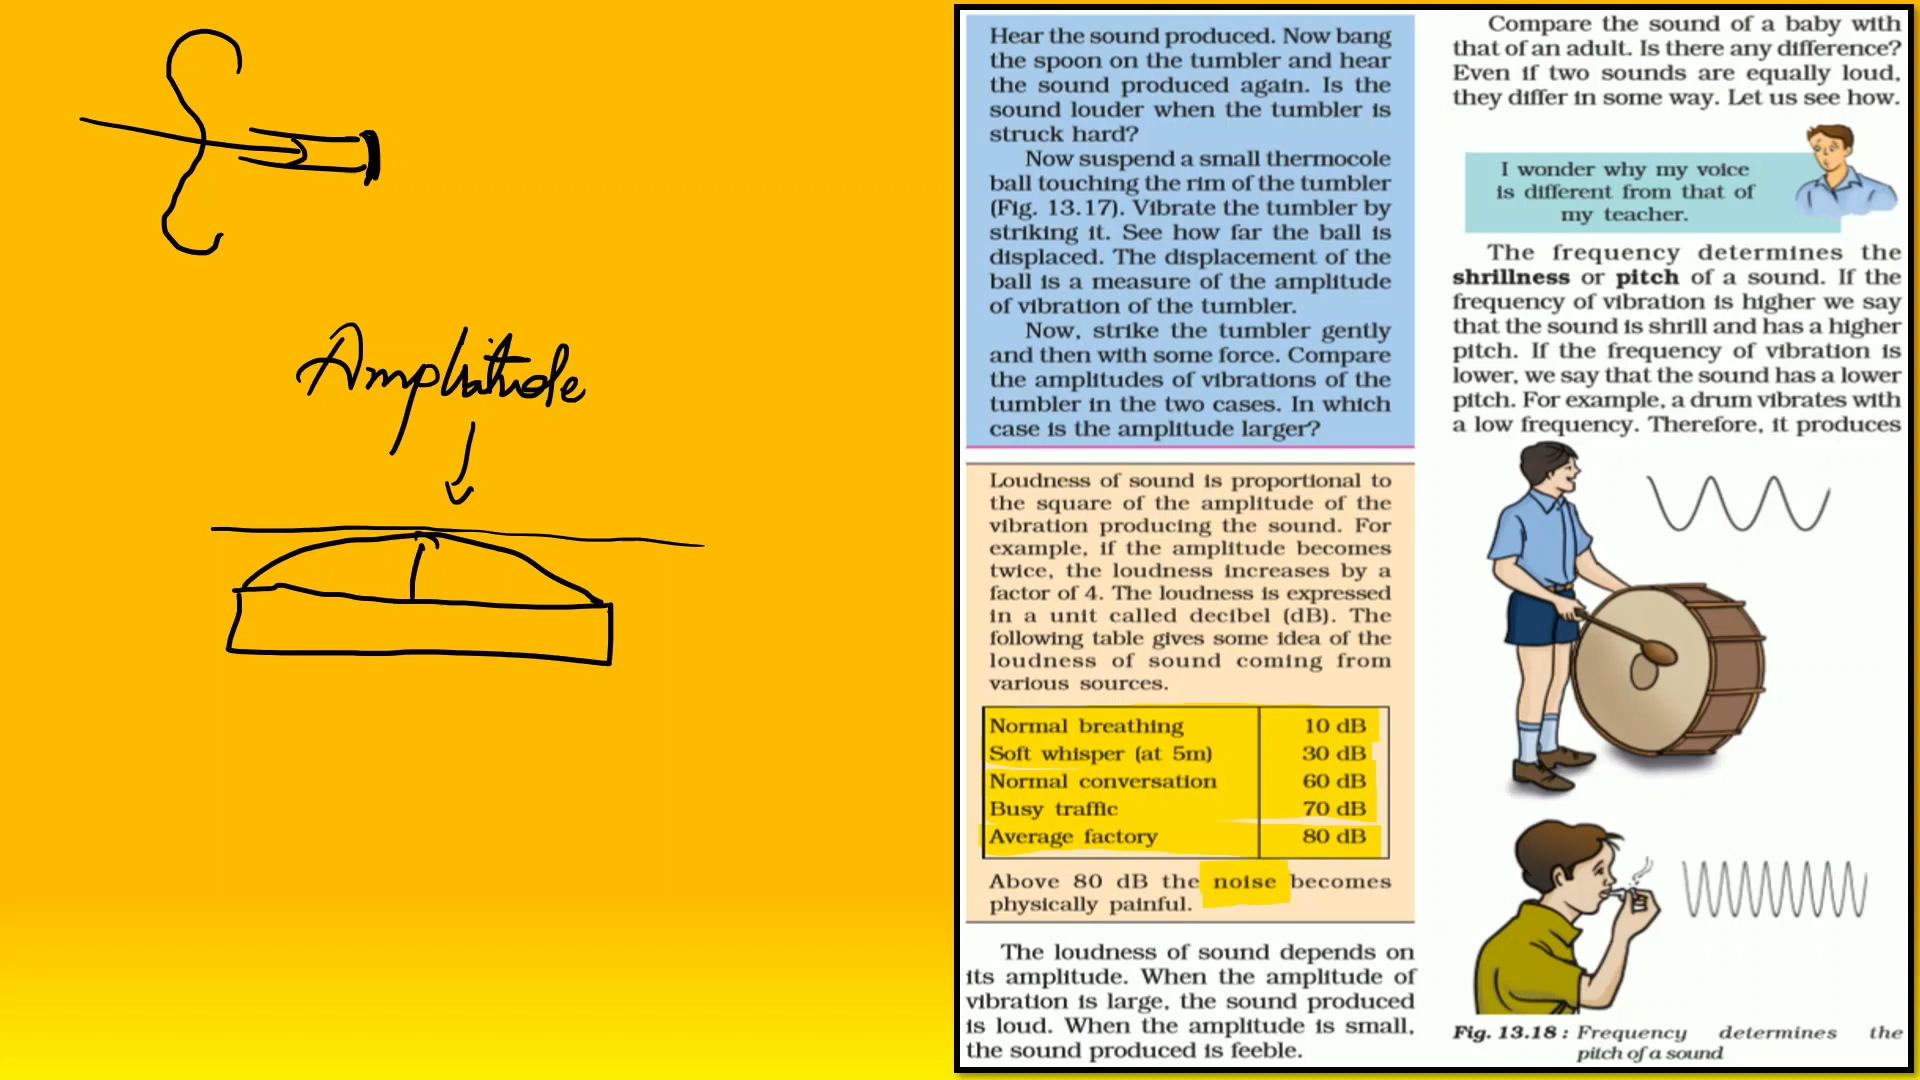 Amplitude
Hear the sound produced. Now bang
the spoon on the tumbler and hear
the sound produced again. Is the
sound louder when the tumbler is
struck hard?
Now suspend a small thermocole
ball touching the rim of the tumbler
(Fig. 13.17). Vibrate the tumbler by
striking it. See how far the ball is
displaced. The displacement of the
ball is a measure of the amplitude
of vibration of the tumbler.
Now, strike the tumbler gently
and then with some force. Compare
the amplitudes of vibrations of the
tumbler in the two cases. In which
case is the amplitude larger?
Loudness of sound is proportional to
the square of the amplitude of the
vibration producing the sound. For
example, if the amplitude becomes
twice, the loudness increases by a
factor of 4. The loudness is expressed
in a unit called decibel (dB). The
following table gives some idea of the
loudness of sound coming from
various sources.
Normal breathing 10 dB
Soft whisper (at 5m) 30 dB
Normal conversation 60 dB
Busy traffic 70 dB
Average factory 80 dB
Above 80 dB the noise becomes
physically painful.
The loudness of sound depends on
its amplitude. When the amplitude of
vibration is large, the sound produced
is loud. When the amplitude is small,
the sound produced is feeble.
Compare the sound of a baby with
that of an adult. Is there any difference?
Even if two sounds are equally loud,
they differ in some way. Let us see how.
I wonder why my voice
is different from that of
my teacher.
The frequency determines the
shrillness or pitch of a sound. If the
frequency of vibration is higher we say
that the sound is shrill and has a higher
pitch. If the frequency of vibration is
lower, we say that the sound has a lower
pitch. For example, a drum vibrates with
a low frequency. Therefore, it produces
Fig. 13.18 : Frequency determines the
pitch of a sound